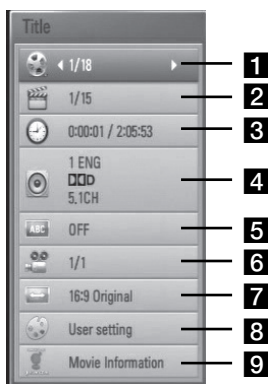 Title
1/18 1
1/15 2
0:00:01 / 2:05:53 3
1 ENG
D
5.1CH 4
ABC OFF 5
1/1 6
16:9 Original 7
User setting 8
Movie Information 9